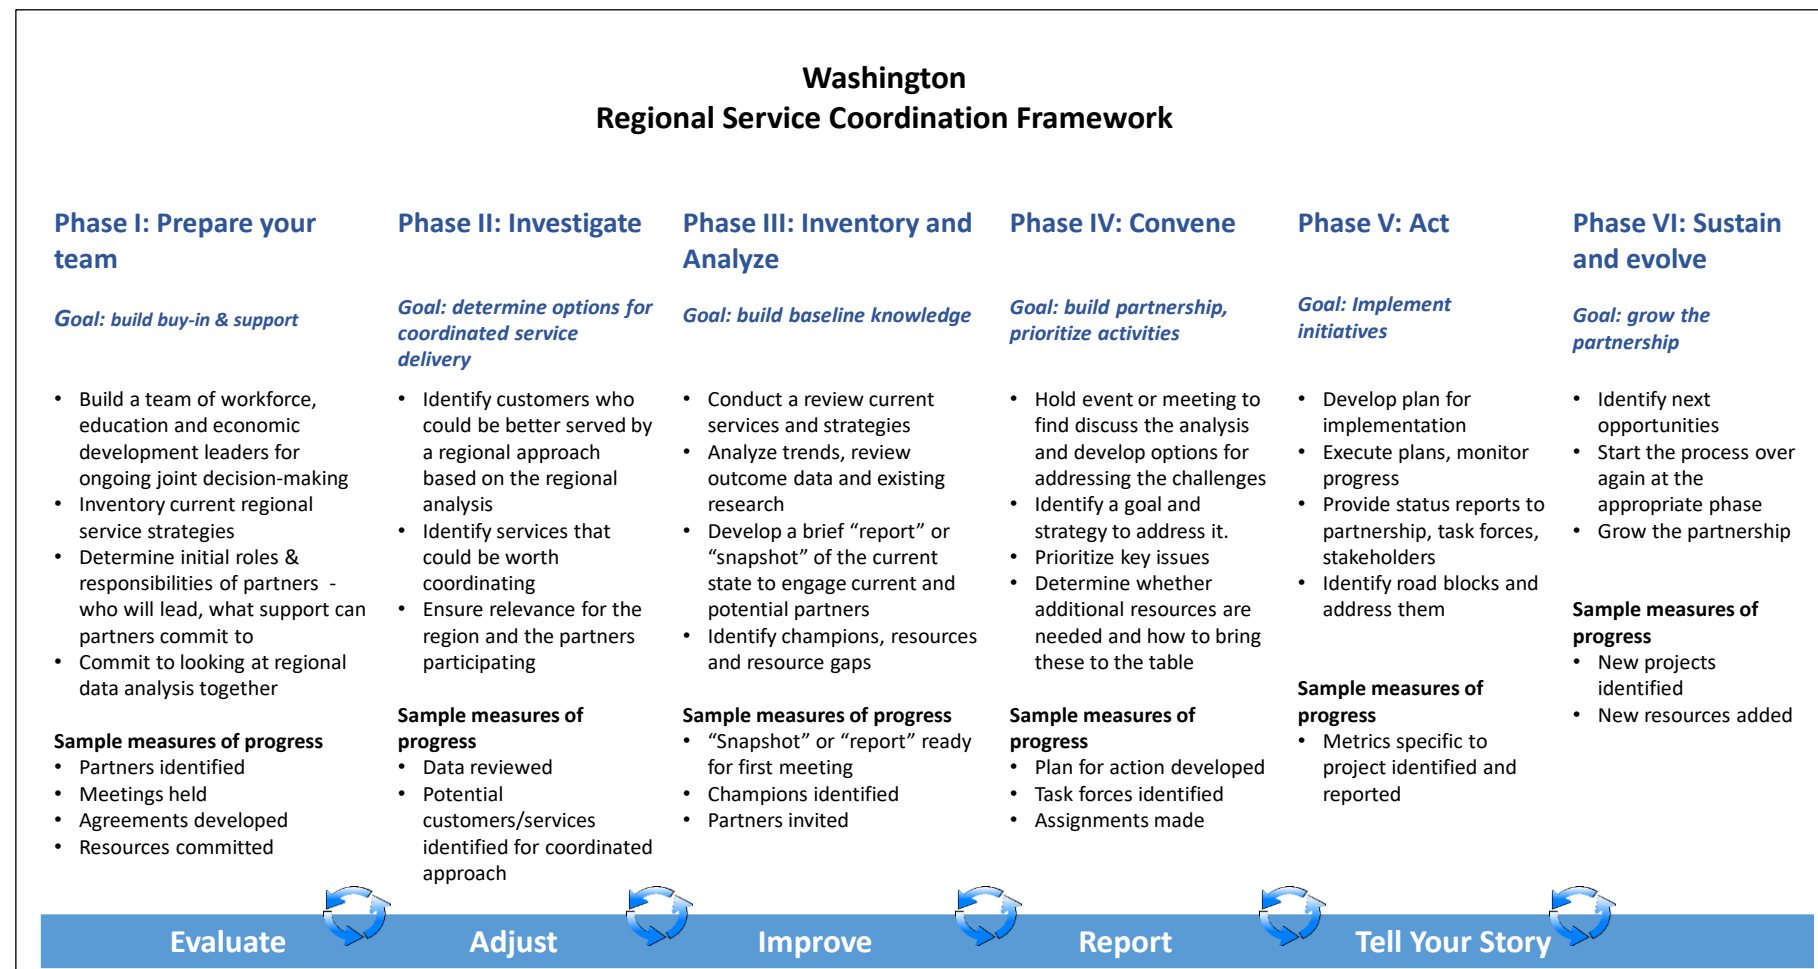 Washington
Regional Service Coordination Framework
Phase I: Prepare your
team
Goal: build buy-in & support
• Build a team of workforce,
education and economic
development leaders for
ongoing joint decision-making
• Inventory current regional
service strategies
• Determine initial roles &
responsibilities of partners -
who will lead, what support can
partners commit to
• Commit to looking at regional
data analysis together
Sample measures of progress
• Partners identified
• Meetings held
• Agreements developed
• Resources committed
Phase II: Investigate
Goal: determine options for
coordinated service
delivery
• Identify customers who
could be better served by
a regional approach
based on the regional
analysis
• Identify services that
could be worth
coordinating
• Ensure relevance for the
region and the partners
participating
Sample measures of
progress
• Data reviewed
• Potential
customers/services
identified for coordinated
approach
Phase III: Inventory and
Analyze
Goal: build baseline knowledge
• Conduct a review current
services and strategies
• Analyze trends, review
outcome data and existing
research
• Develop a brief “report” or
“snapshot” of the current
state to engage current and
potential partners
• Identify champions, resources
and resource gaps
Sample measures of progress
• “Snapshot” or “report” ready
for first meeting
• Champions identified
• Partners invited
Phase IV: Convene
Goal: build partnership,
prioritize activities
• Hold event or meeting to
find discuss the analysis
and develop options for
addressing the challenges
• Identify a goal and
strategy to address it.
• Prioritize key issues
• Determine whether
additional resources are
needed and how to bring
these to the table
Sample measures of
progress
• Plan for action developed
• Task forces identified
• Assignments made
Phase V: Act
Goal: Implement
initiatives
• Develop plan for
implementation
• Execute plans, monitor
progress
• Provide status reports to
partnership, task forces,
stakeholders
• Identify road blocks and
address them
Sample measures of
progress
• Metrics specific to
project identified and
reported
Phase VI: Sustain
and evolve
Goal: grow the
partnership
• Identify next
opportunities
• Start the process over
again at the
appropriate phase
• Grow the partnership
Sample measures of
progress
• New projects
identified
• New resources added
Evaluate
Adjust
Improve
Report
Tell Your Story